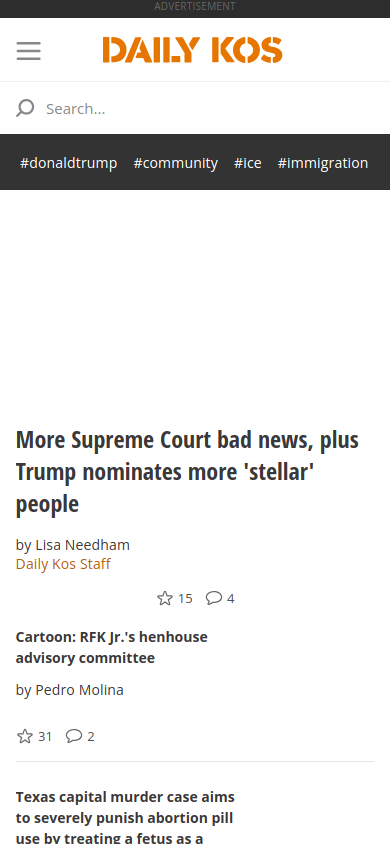 ADVERTISEMENT
DAILY KOS
Search...
#donaldtrump #community #ice #immigration
More Supreme Court bad news, plus
Trump nominates more 'stellar'
people
by Lisa Needham
Daily Kos Staff
15 4
Cartoon: RFK Jr.'s henhouse
advisory committee
by Pedro Molina
31 2
Texas capital murder case aims
to severely punish abortion pill
use by treating a fetus as a